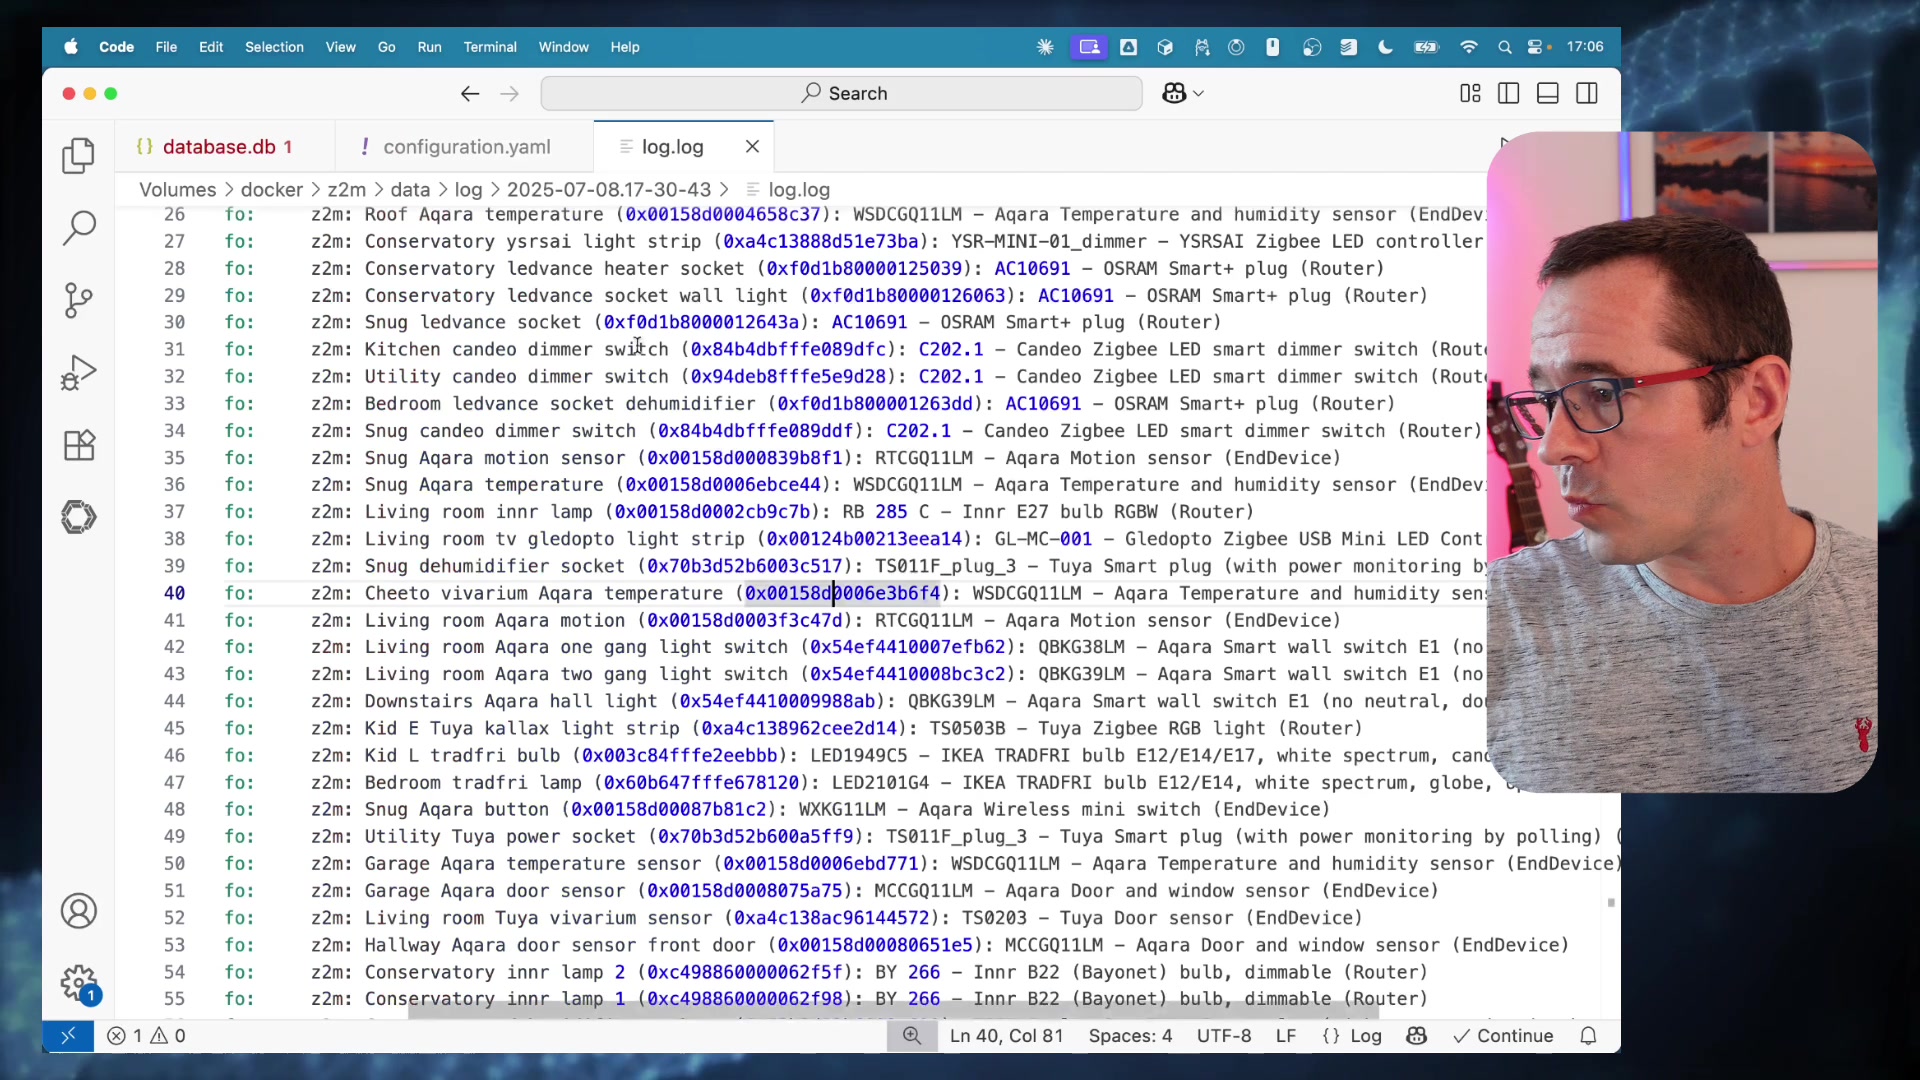 Code File Edit Selection View Go Run Terminal Window Help 17:06
Search
{} database.db 1 ! configuration.yaml log.log
Volumes > docker > z2m > data > log > 2025-07-08.17-30-43 > log.log
26 fo: z2m: Roof Aqara temperature (0x00158d0004658c37): WSDCGQ11LM - Aqara Temperature and humidity sensor (EndDevi
27 fo: z2m: Conservatory ysrsai light strip (0xa4c13888d51e73ba): YSR-MINI-01_dimmer - YSRSAI Zigbee LED controller
28 fo: z2m: Conservatory ledvance heater socket (0xf0d1b80000125039): AC10691 - OSRAM Smart+ plug (Router)
29 fo: z2m: Conservatory ledvance socket wall light (0xf0d1b80000126063): AC10691 - OSRAM Smart+ plug (Router)
30 fo: z2m: Snug ledvance socket (0xf0d1b8000012643a): AC10691 - OSRAM Smart+ plug (Router)
31 fo: z2m: Kitchen candeo dimmer switch (0x84b4dbfffe089dfc): C202.1 - Candeo Zigbee LED smart dimmer switch (Route
32 fo: z2m: Utility candeo dimmer switch (0x94deb8fffe5e9d28): C202.1 - Candeo Zigbee LED smart dimmer switch (Route
33 fo: z2m: Bedroom ledvance socket dehumidifier (0xf0d1b800001263dd): AC10691 - OSRAM Smart+ plug (Router)
34 fo: z2m: Snug candeo dimmer switch (0x84b4dbfffe089ddf): C202.1 - Candeo Zigbee LED smart dimmer switch (Router)
35 fo: z2m: Snug Aqara motion sensor (0x00158d000839b8f1): RTCGQ11LM - Aqara Motion sensor (EndDevice)
36 fo: z2m: Snug Aqara temperature (0x00158d0006ebce44): WSDCGQ11LM - Aqara Temperature and humidity sensor (EndDevi
37 fo: z2m: Living room innr lamp (0x00158d0002cb9c7b): RB 285 C - Innr E27 bulb RGBW (Router)
38 fo: z2m: Living room tv gledopto light strip (0x00124b00213eea14): GL-MC-001 - Gledopto Zigbee USB Mini LED Cont
39 fo: z2m: Snug dehumidifier socket (0x70b3d52b6003c517): TS011F_plug_3 - Tuya Smart plug (with power monitoring by
40 fo: z2m: Cheeto vivarium Aqara temperature (0x00158d0006e3b6f4): WSDCGQ11LM - Aqara Temperature and humidity sens
41 fo: z2m: Living room Aqara motion (0x00158d0003f3c47d): RTCGQ11LM - Aqara Motion sensor (EndDevice)
42 fo: z2m: Living room Aqara one gang light switch (0x54ef4410007efb62): QBKG38LM - Aqara Smart wall switch E1 (no
43 fo: z2m: Living room Aqara two gang light switch (0x54ef4410008bc3c2): QBKG39LM - Aqara Smart wall switch E1 (no
44 fo: z2m: Downstairs Aqara hall light (0x54ef4410009988ab): QBKG39LM - Aqara Smart wall switch E1 (no neutral, dou
45 fo: z2m: Kid E Tuya kallax light strip (0xa4c138962cee2d14): TS0503B - Tuya Zigbee RGB light (Router)
46 fo: z2m: Kid L tradfri bulb (0x003c84fffe2eebbb): LED1949C5 - IKEA TRADFRI bulb E12/E14/E17, white spectrum, can
47 fo: z2m: Bedroom tradfri lamp (0x60b647fffe678120): LED2101G4 - IKEA TRADFRI bulb E12/E14, white spectrum, globe,
48 fo: z2m: Snug Aqara button (0x00158d00087b81c2): WXKG11LM - Aqara Wireless mini switch (EndDevice)
49 fo: z2m: Utility Tuya power socket (0x70b3d52b600a5ff9): TS011F_plug_3 - Tuya Smart plug (with power monitoring by polling) (
50 fo: z2m: Garage Aqara temperature sensor (0x00158d0006ebd771): WSDCGQ11LM - Aqara Temperature and humidity sensor (EndDevice)
51 fo: z2m: Garage Aqara door sensor (0x00158d0008075a75): MCCGQ11LM - Aqara Door and window sensor (EndDevice)
52 fo: z2m: Living room Tuya vivarium sensor (0xa4c138ac96144572): TS0203 - Tuya Door sensor (EndDevice)
53 fo: z2m: Hallway Aqara door sensor front door (0x00158d00080651e5): MCCGQ11LM - Aqara Door and window sensor (EndDevice)
54 fo: z2m: Conservatory innr lamp 2 (0xc498860000062f5f): BY 266 - Innr B22 (Bayonet) bulb, dimmable (Router)
55 fo: z2m: Conservatory innr lamp 1 (0xc498860000062f98): BY 266 - Innr B22 (Bayonet) bulb, dimmable (Router)
1
1 0 Ln 40, Col 81 Spaces: 4 UTF-8 LF {} Log Continue